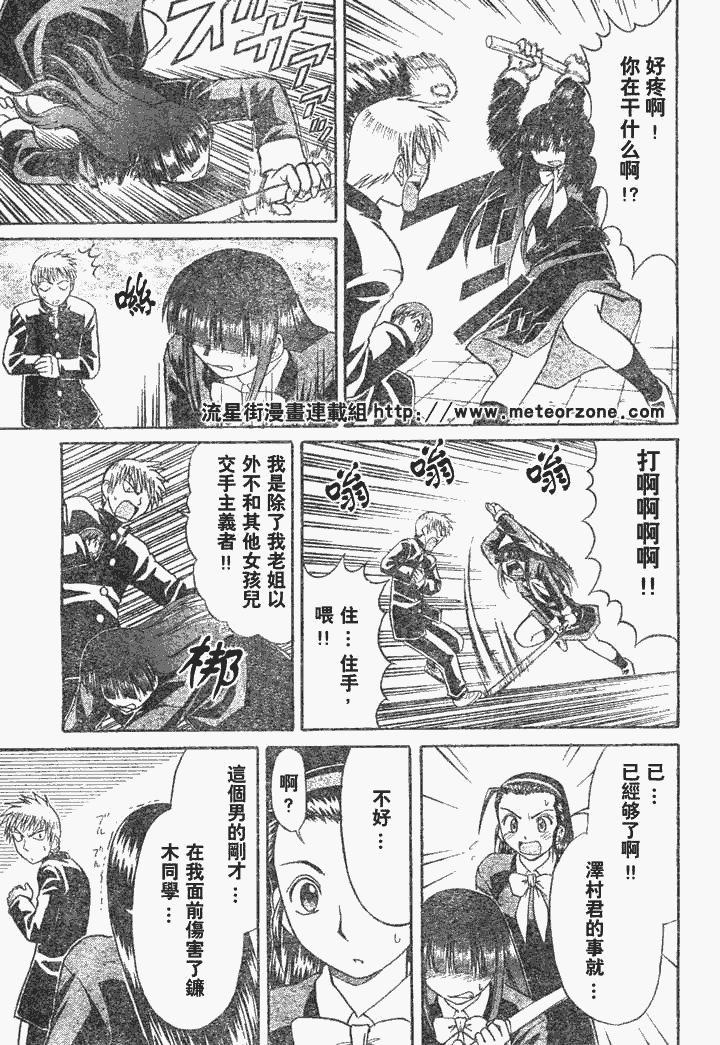 好疼啊！
你在干什么啊
!?
噝
流星街漫畫連載組 http://www.meteorzone.com
打啊啊啊啊!!
嗡
嗡
嗡
住…住手，
喂!!
我是除了我老姐以
外不和其他女孩兒
交手主義者!!
梆
已…
已經够了啊!!
澤村君的事就…
不好…
啊？
這個男的剛才…
在我面前傷害了鐮
木同學…